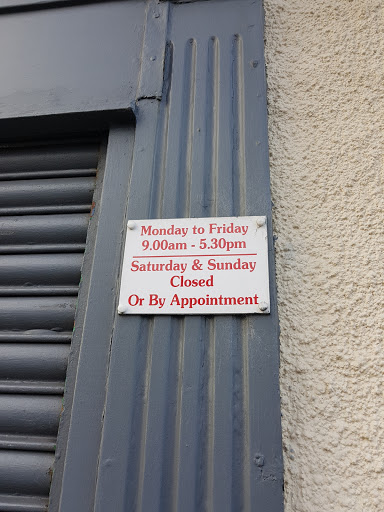 Monday to Friday
9.00am - 5.30pm
Saturday & Sunday
Closed
Or By Appointment